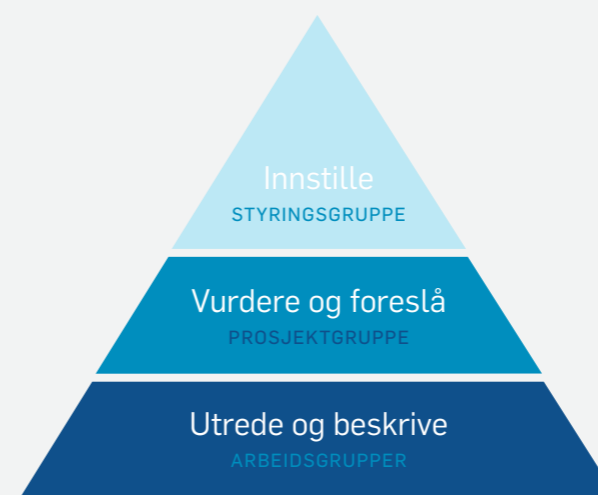 Innstille
STYRINGSGRUPPE
Vurdere og foreslå
PROSJEKTGRUPPE
Utrede og beskrive
ARBEIDSGRUPPER